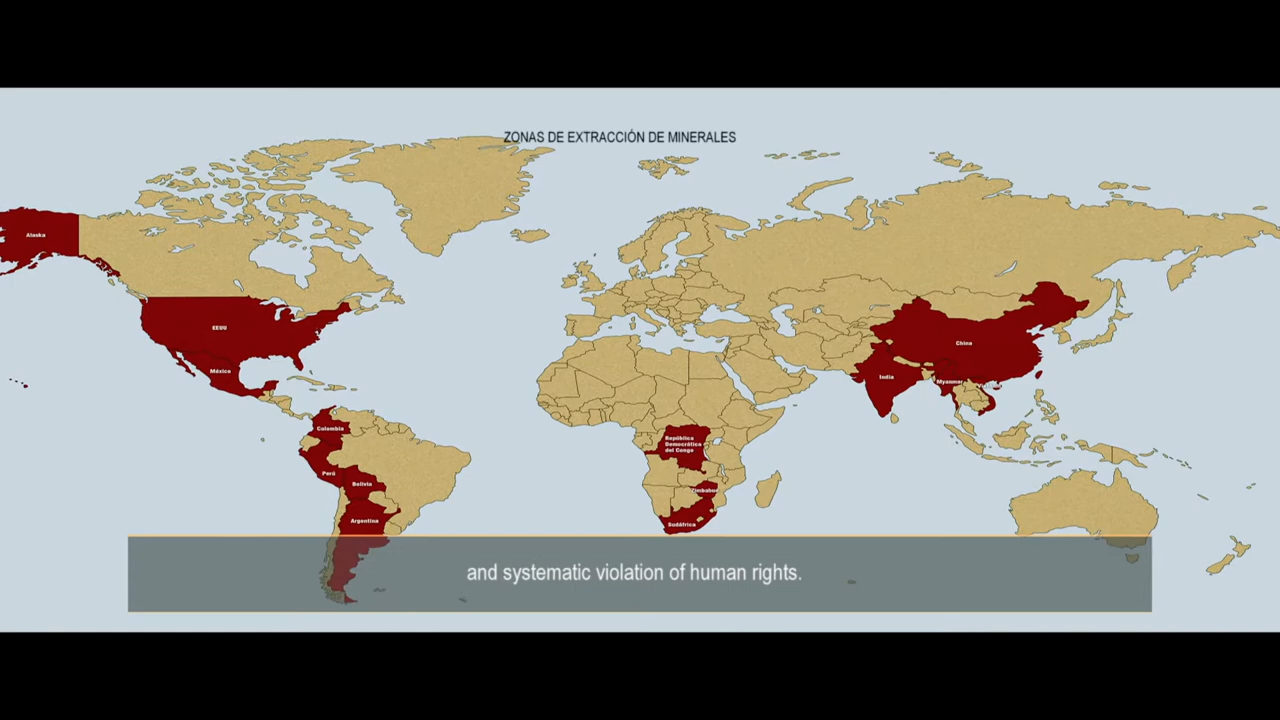 ZONAS DE EXTRACCIÓN DE MINERALES
Alaska
EEUU
México
Colombia
Perú
Bolivia
Argentina
República
Democrática
del Congo
Zimbabue
Sudáfrica
China
India
Myanmar
and systematic violation of human rights.